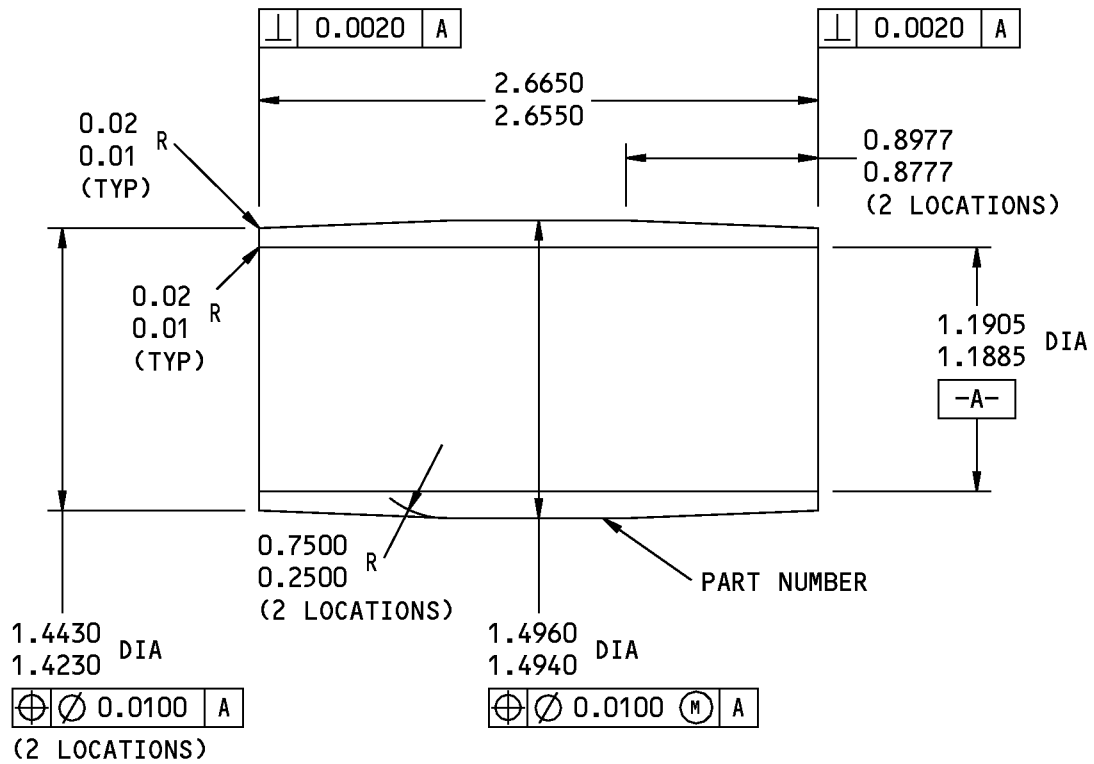 ⊥ 0.0020 A
⊥ 0.0020 A
2.6650
2.6550
0.02
0.01 R
(TYP)
0.8977
0.8777
(2 LOCATIONS)
0.02
0.01 R
(TYP)
1.1905
1.1885 DIA
-A-
0.7500
0.2500 R
(2 LOCATIONS)
PART NUMBER
1.4430
1.4230 DIA
⌖ ⌀ 0.0100 A
(2 LOCATIONS)
1.4960
1.4940 DIA
⌖ ⌀ 0.0100 Ⓜ A